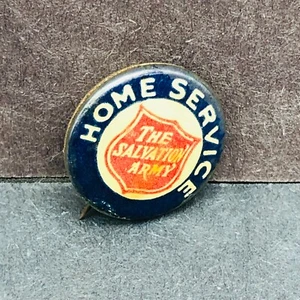 HOME SERVICE
THE
SALVATION
ARMY